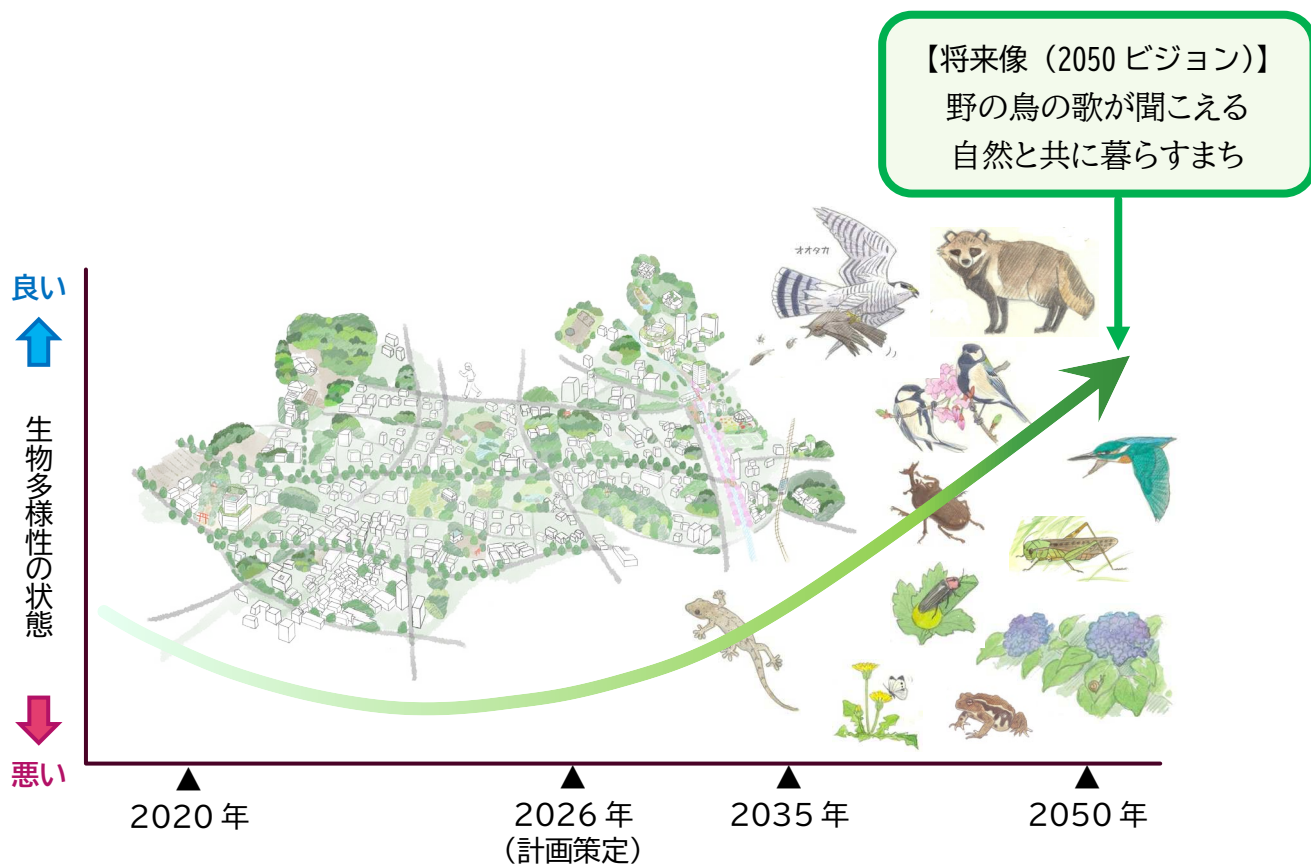 【将来像（2050 ビジョン）】
野の鳥の歌が聞こえる
自然と共に暮らすまち
オオタカ
良い
生物多様性の状態
悪い
2020 年
2026 年
（計画策定）
2035 年
2050 年